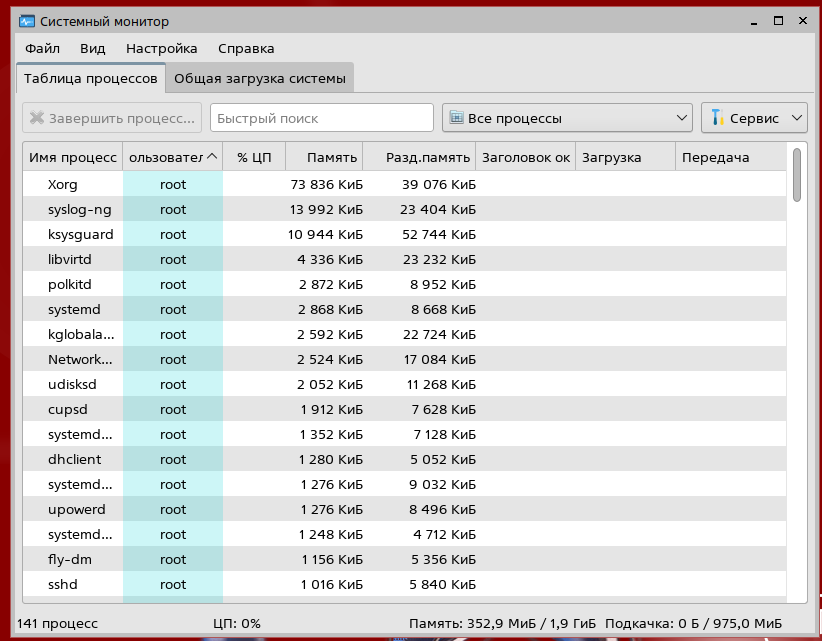 Системный монитор
Файл Вид Настройка Справка
Таблица процессов Общая загрузка системы
Завершить процесс... Быстрый поиск Все процессы Сервис
Имя процесс ользовател % ЦП Память Разд.память Заголовок ок Загрузка Передача
Xorg root 73 836 КиБ 39 076 КиБ
syslog-ng root 13 992 КиБ 23 404 КиБ
ksysguard root 10 944 КиБ 52 744 КиБ
libvirtd root 4 336 КиБ 23 232 КиБ
polkitd root 2 872 КиБ 8 952 КиБ
systemd root 2 868 КиБ 8 668 КиБ
kglobala... root 2 592 КиБ 22 724 КиБ
Network... root 2 524 КиБ 17 084 КиБ
udisksd root 2 052 КиБ 11 268 КиБ
cupsd root 1 912 КиБ 7 628 КиБ
systemd... root 1 352 КиБ 7 128 КиБ
dhclient root 1 280 КиБ 5 052 КиБ
systemd... root 1 276 КиБ 9 032 КиБ
upowerd root 1 276 КиБ 8 496 КиБ
systemd... root 1 248 КиБ 4 712 КиБ
fly-dm root 1 156 КиБ 5 356 КиБ
sshd root 1 016 КиБ 5 840 КиБ
141 процесс ЦП: 0% Память: 352,9 МиБ / 1,9 ГиБ Подкачка: 0 Б / 975,0 МиБ